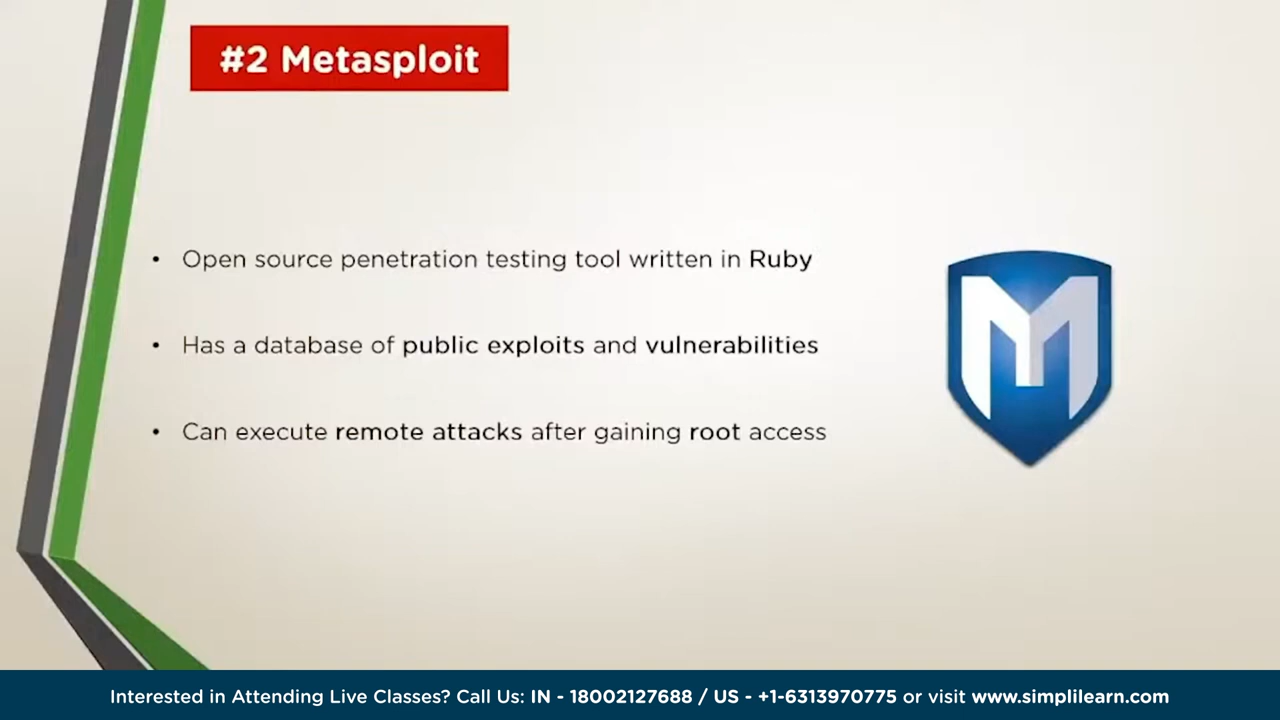 #2 Metasploit
• Open source penetration testing tool written in Ruby
• Has a database of public exploits and vulnerabilities
• Can execute remote attacks after gaining root access
Interested in Attending Live Classes? Call Us: IN - 18002127688 / US - +1-6313970775 or visit www.simplilearn.com